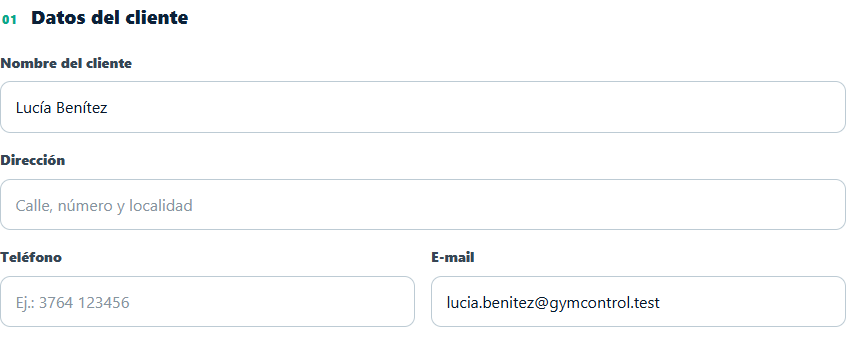 01 Datos del cliente
Nombre del cliente
Lucía Benítez
Dirección
Calle, número y localidad
Teléfono
E-mail
Ej.: 3764 123456
lucia.benitez@gymcontrol.test